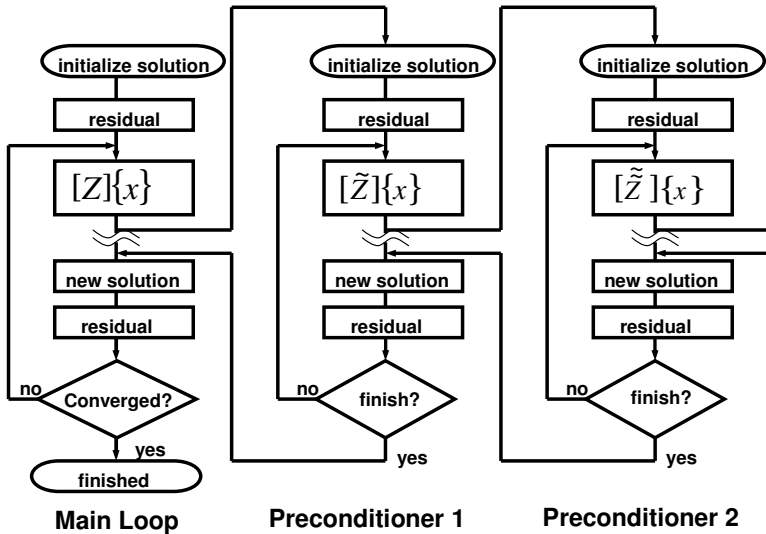 initialize solution
residual
[Z]{x}
new solution
residual
no
Converged?
yes
finished
Main Loop
initialize solution
residual
[Z̃]{x}
new solution
residual
no
finish?
yes
Preconditioner 1
initialize solution
residual
[Z̃̃]{x}
new solution
residual
no
finish?
yes
Preconditioner 2